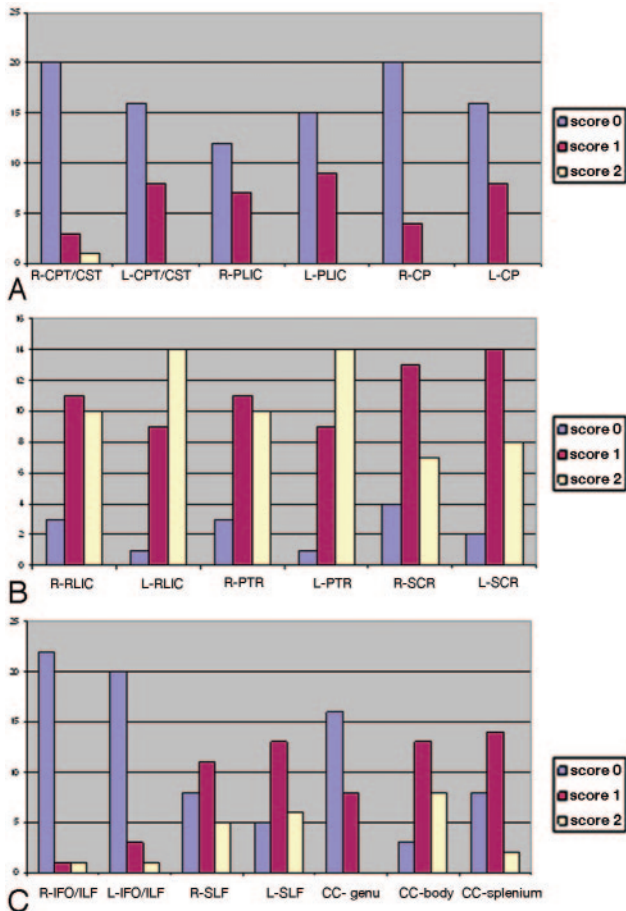 25
20
15
10
5
0
R-CPT/CST L-CPT/CST R-PLIC L-PLIC R-CP L-CP
A
score 0
score 1
score 2
16
14
12
10
8
6
4
2
0
R-RLIC L-RLIC R-PTR L-PTR R-SCR L-SCR
B
score 0
score 1
score 2
25
20
15
10
5
0
R-IFO/ILF L-IFO/ILF R-SLF L-SLF CC- genu CC-body CC-splenium
C
score 0
score 1
score 2